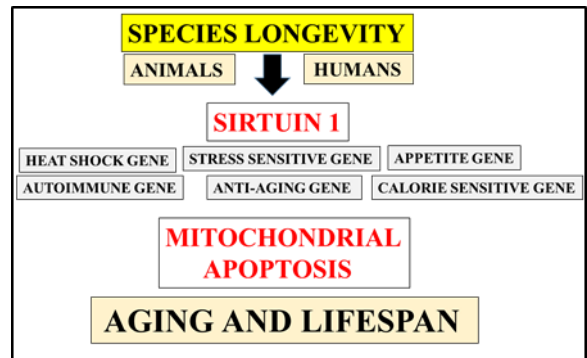 SPECIES LONGEVITY
ANIMALS HUMANS
SIRTUIN 1
HEAT SHOCK GENE STRESS SENSITIVE GENE APPETITE GENE
AUTOIMMUNE GENE ANTI-AGING GENE CALORIE SENSITIVE GENE
MITOCHONDRIAL
APOPTOSIS
AGING AND LIFESPAN